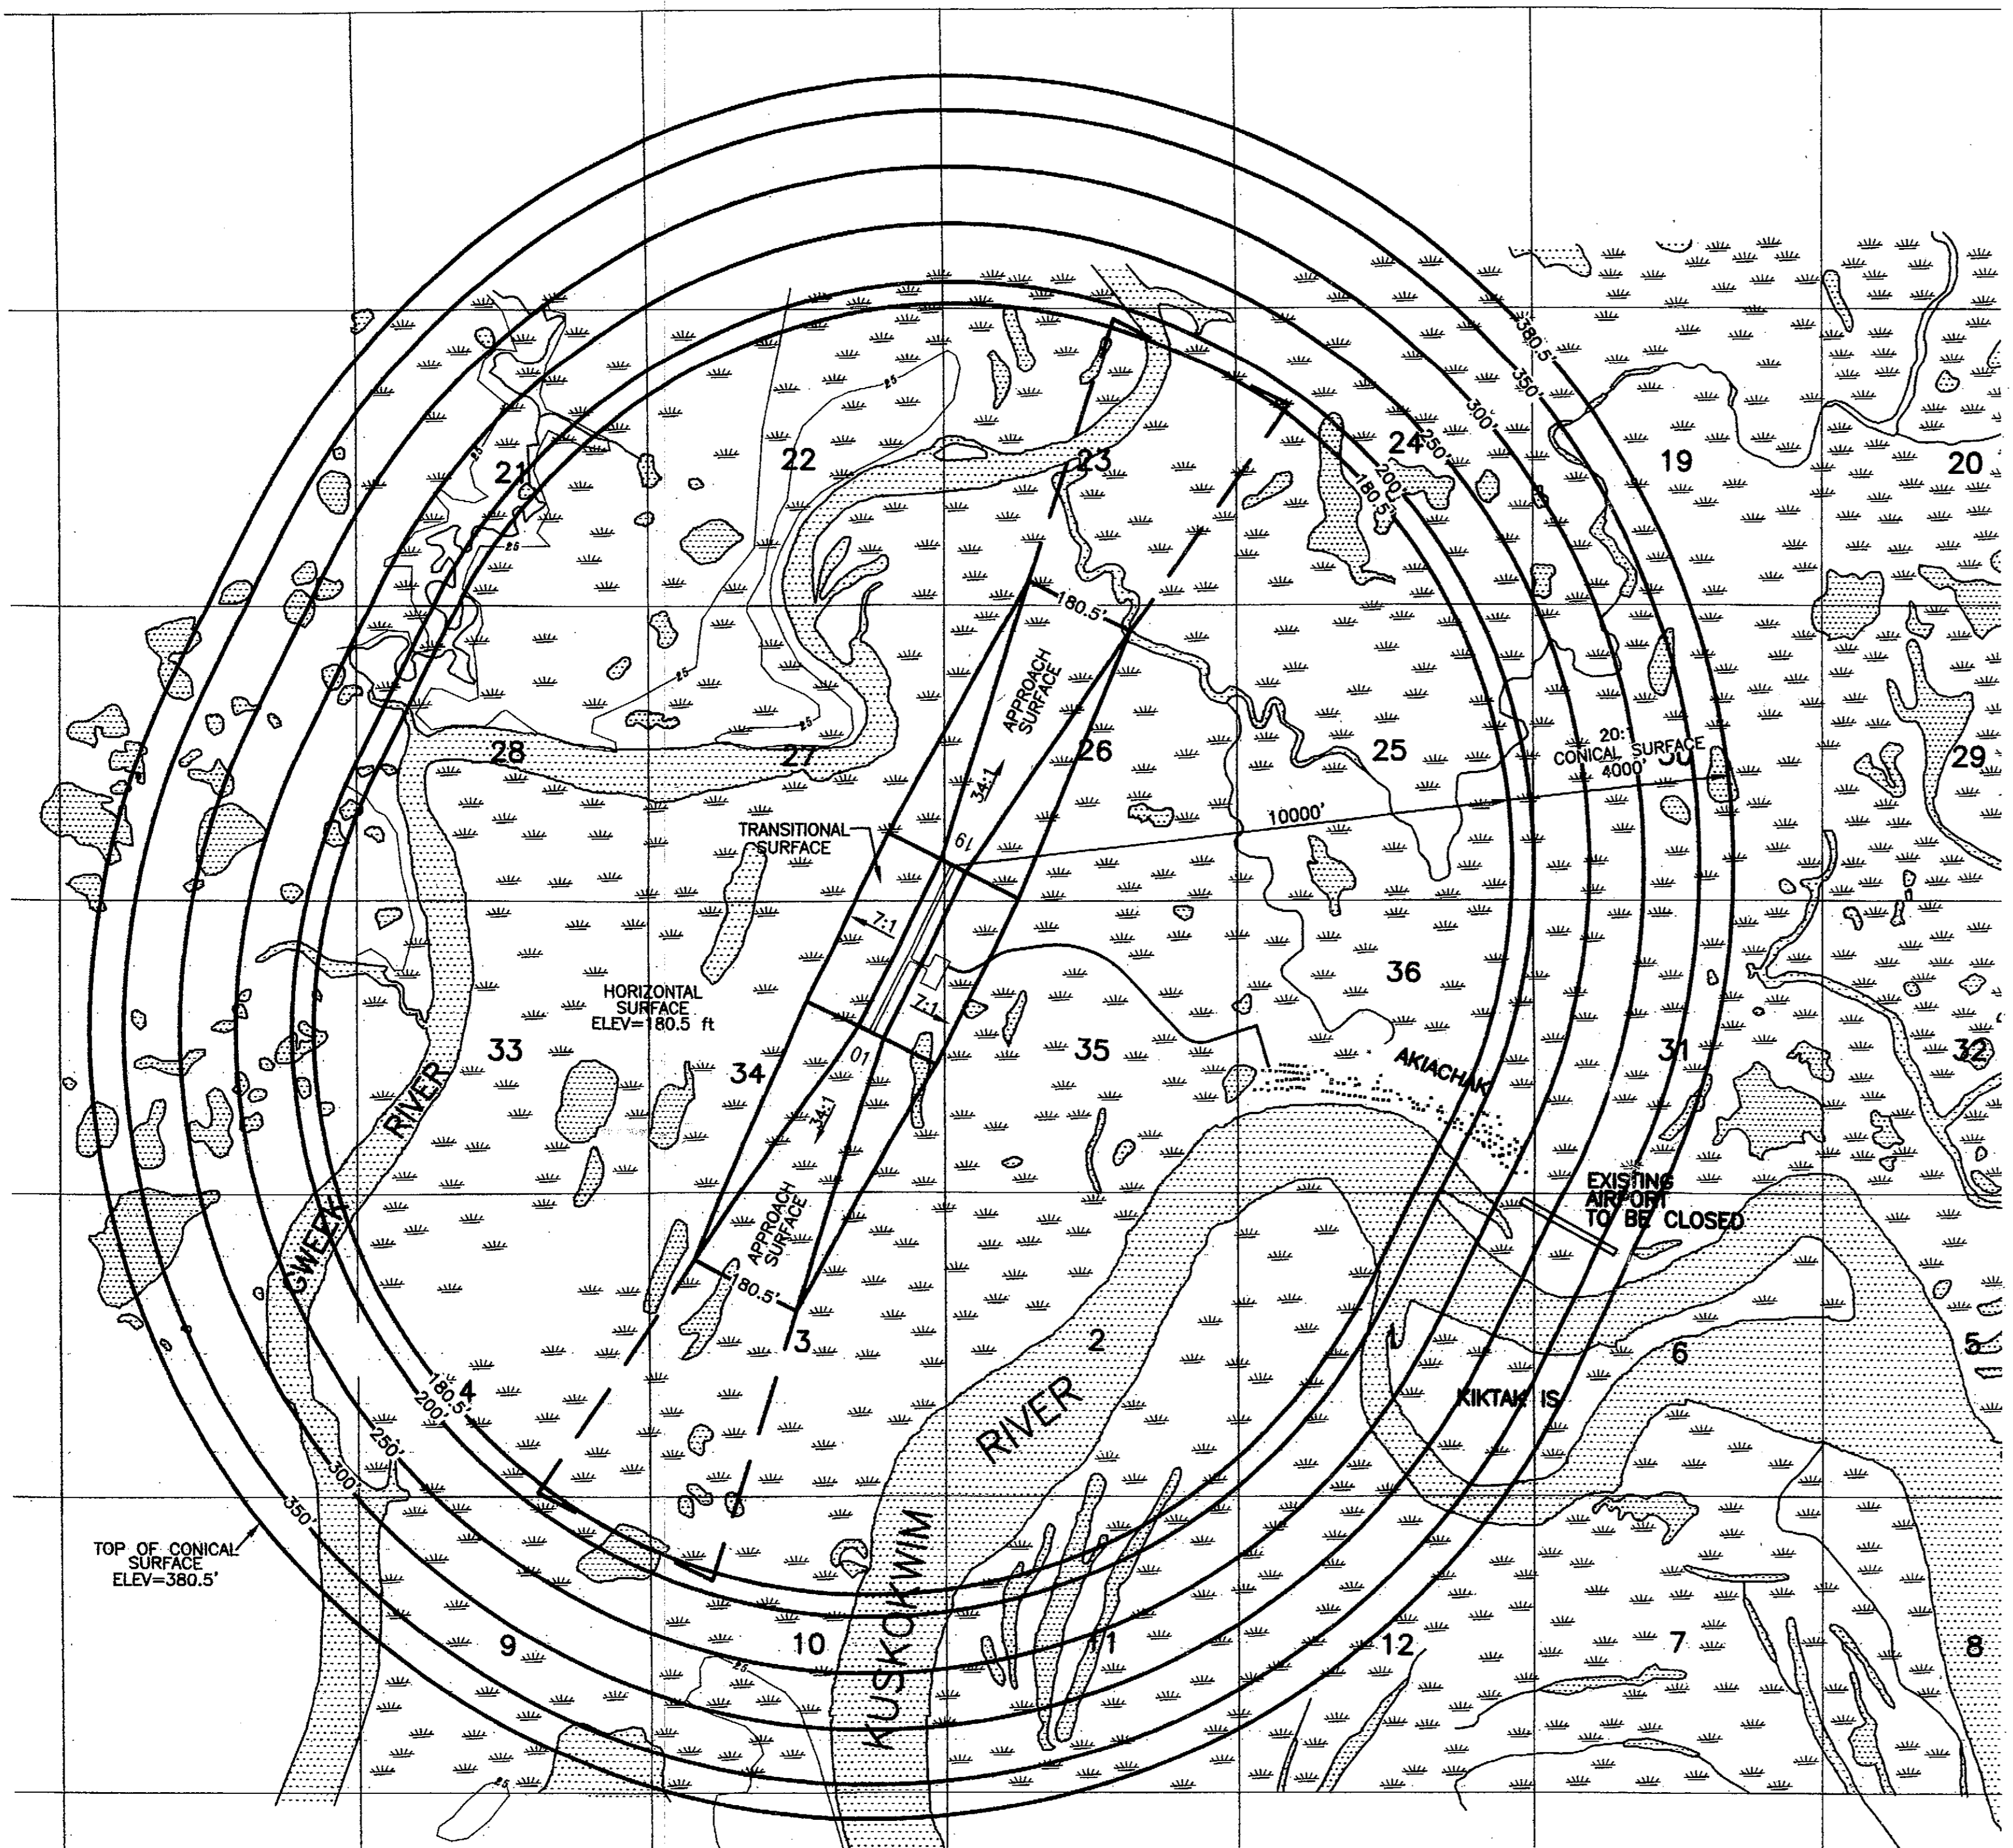 380.5'
350'
300'
250'
200'
180.5'
25
21
22
23
24
19
20
25
25
180.5'
APPROACH
SURFACE
25
25
28
27
26
25
20:1
CONICAL SURFACE
4000'
30
29
34:1
10000'
TRANSITIONAL
SURFACE
19
7:1
HORIZONTAL
SURFACE
ELEV=180.5 ft
7:1
36
33
34
01
35
AKIACHAK
31
32
GWEEK RIVER
34:1
APPROACH
SURFACE
180.5'
EXISTING
AIRPORT
TO BE CLOSED
4
3
2
1
6
5
KIKTAK IS
180.5'
200'
250'
300'
350'
TOP OF CONICAL
SURFACE
ELEV=380.5'
KUSKOKWIM RIVER
9
10
11
12
7
8
25
25